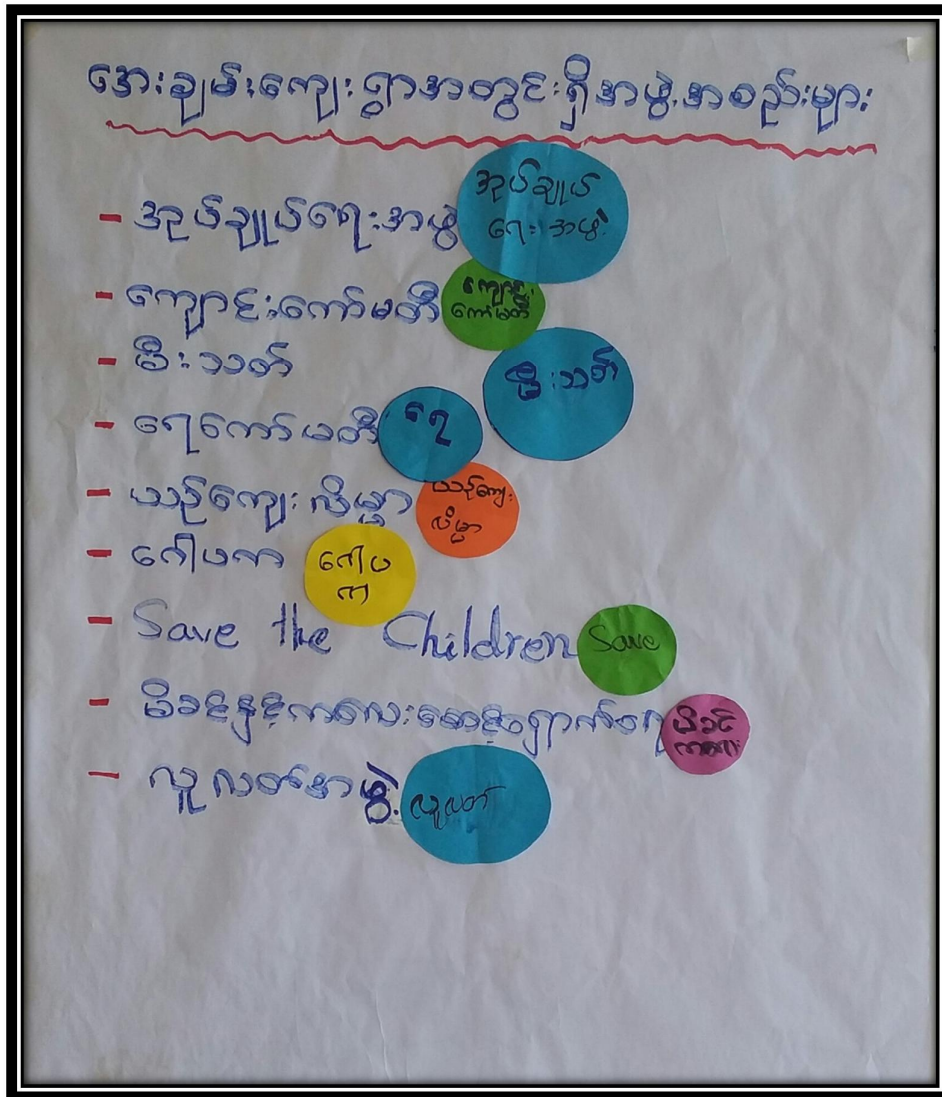 အေးချမ်းကျေးရွာအတွင်းရှိအဖွဲ့အစည်းများ
- အုပ်ချုပ်ရေးအဖွဲ့
အုပ်ချုပ်
ရေးအဖွဲ့
- ကျောင်းကော်မတီ
ကျောင်း
ကော်မတီ
- မီးသတ်
မီးသတ်
- ရေကော်မတီ
ရေ
- ယဉ်ကျေးလိမ္မာ
ယဉ်ကျေး
လိမ္မာ
- ဂေါပက
ဂေါပ
က
- Save the Children
Save
- မိခင်နှင့်ကလေးစောင့်ရှောက်ရေး
မိခင်
ကလေး
- လူလတ်အဖွဲ့
လူလတ်